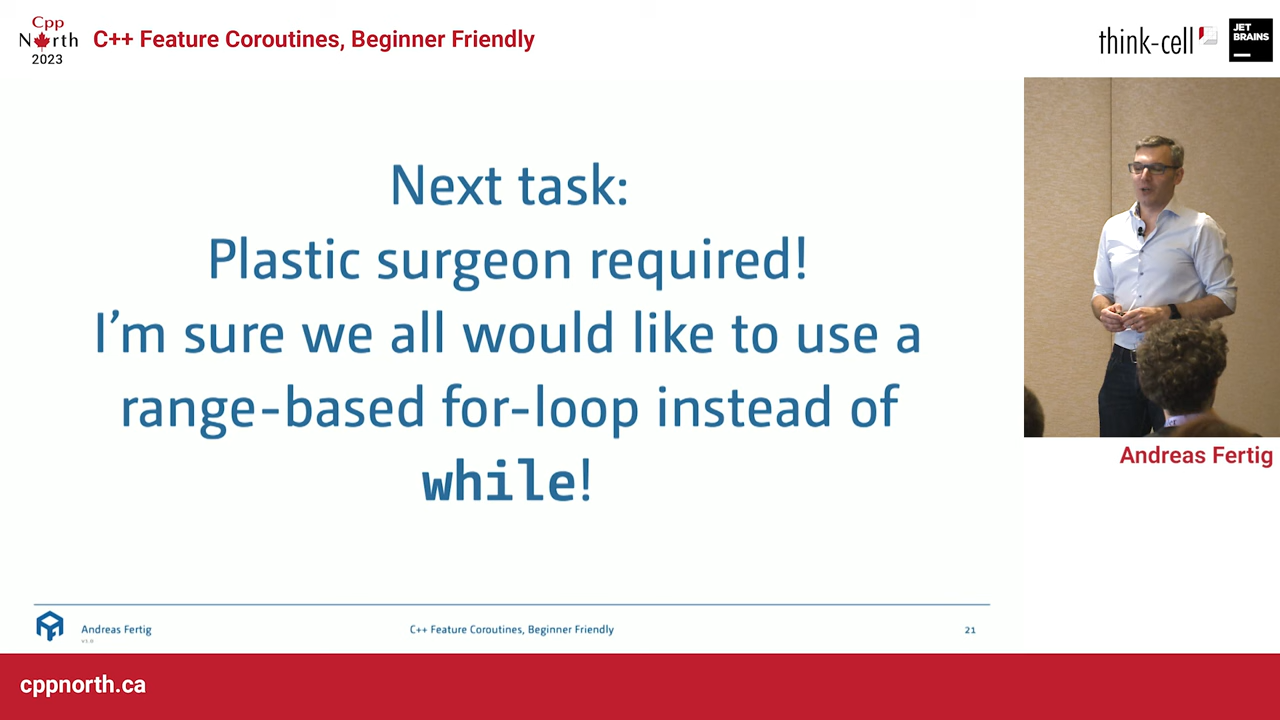 Cpp
North
2023
C++ Feature Coroutines, Beginner Friendly
think-cell
JET
BRAINS
Next task:
Plastic surgeon required!
I'm sure we all would like to use a
range-based for-loop instead of
while!
Andreas Fertig
Andreas Fertig
v1.0
C++ Feature Coroutines, Beginner Friendly
21
cppnorth.ca